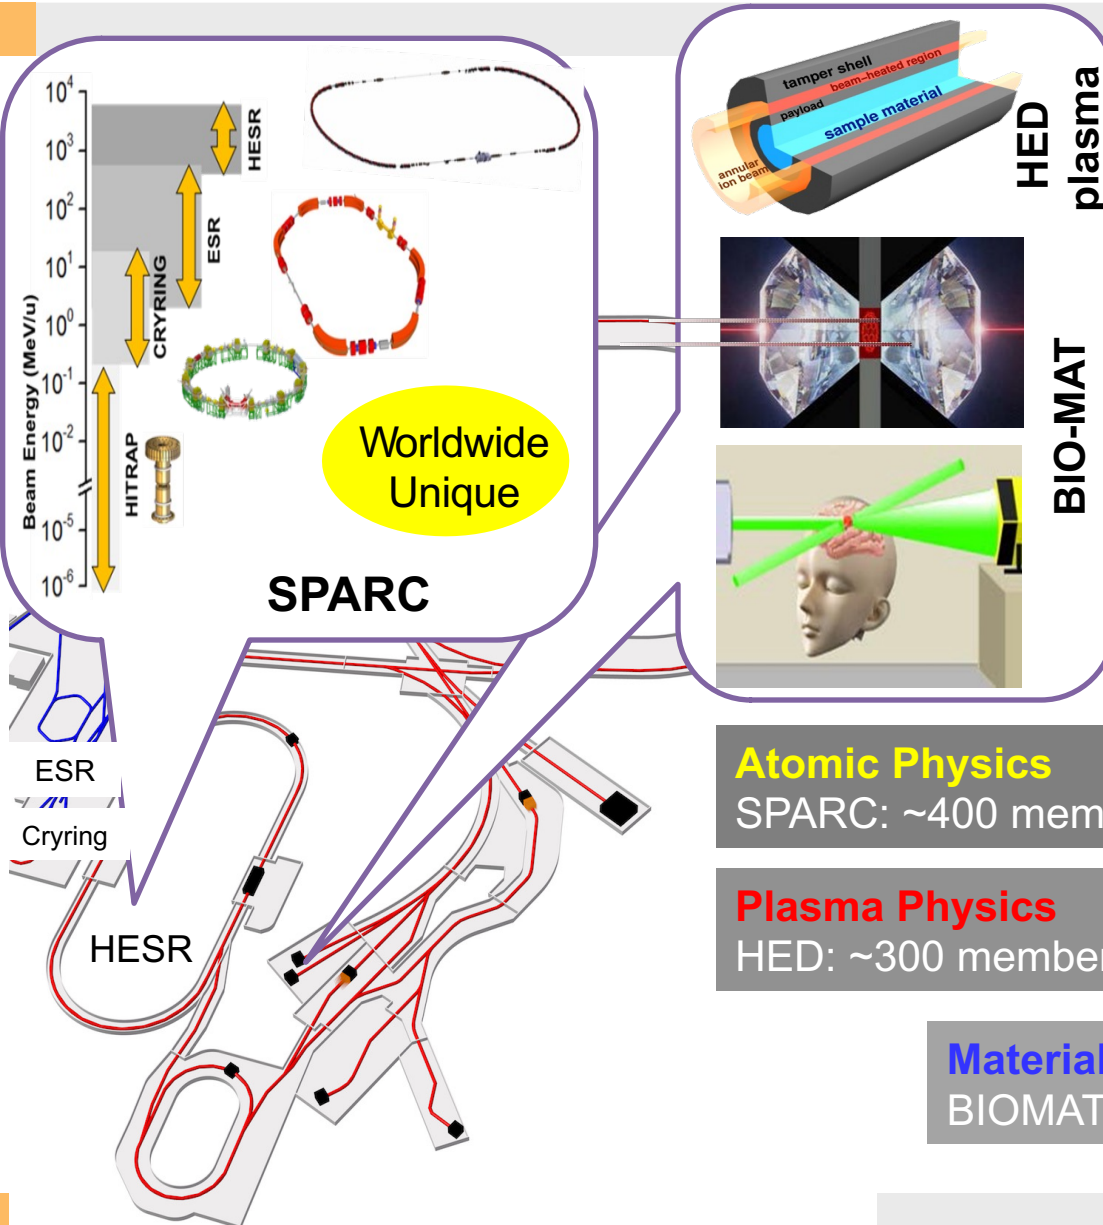 10⁴
10³
10²
10¹
10⁰
10⁻¹
10⁻²
10⁻⁵
10⁻⁶
Beam Energy (MeV/u)
HESR
ESR
CRYRING
HITRAP
Worldwide
Unique
SPARC
tamper shell
beam-heated region
payload
sample material
annular
ion beam
HED
plasma
BIO-MAT
ESR
Cryring
HESR
Atomic Physics
SPARC: ~400 mem
Plasma Physics
HED: ~300 member
Material
BIOMAT